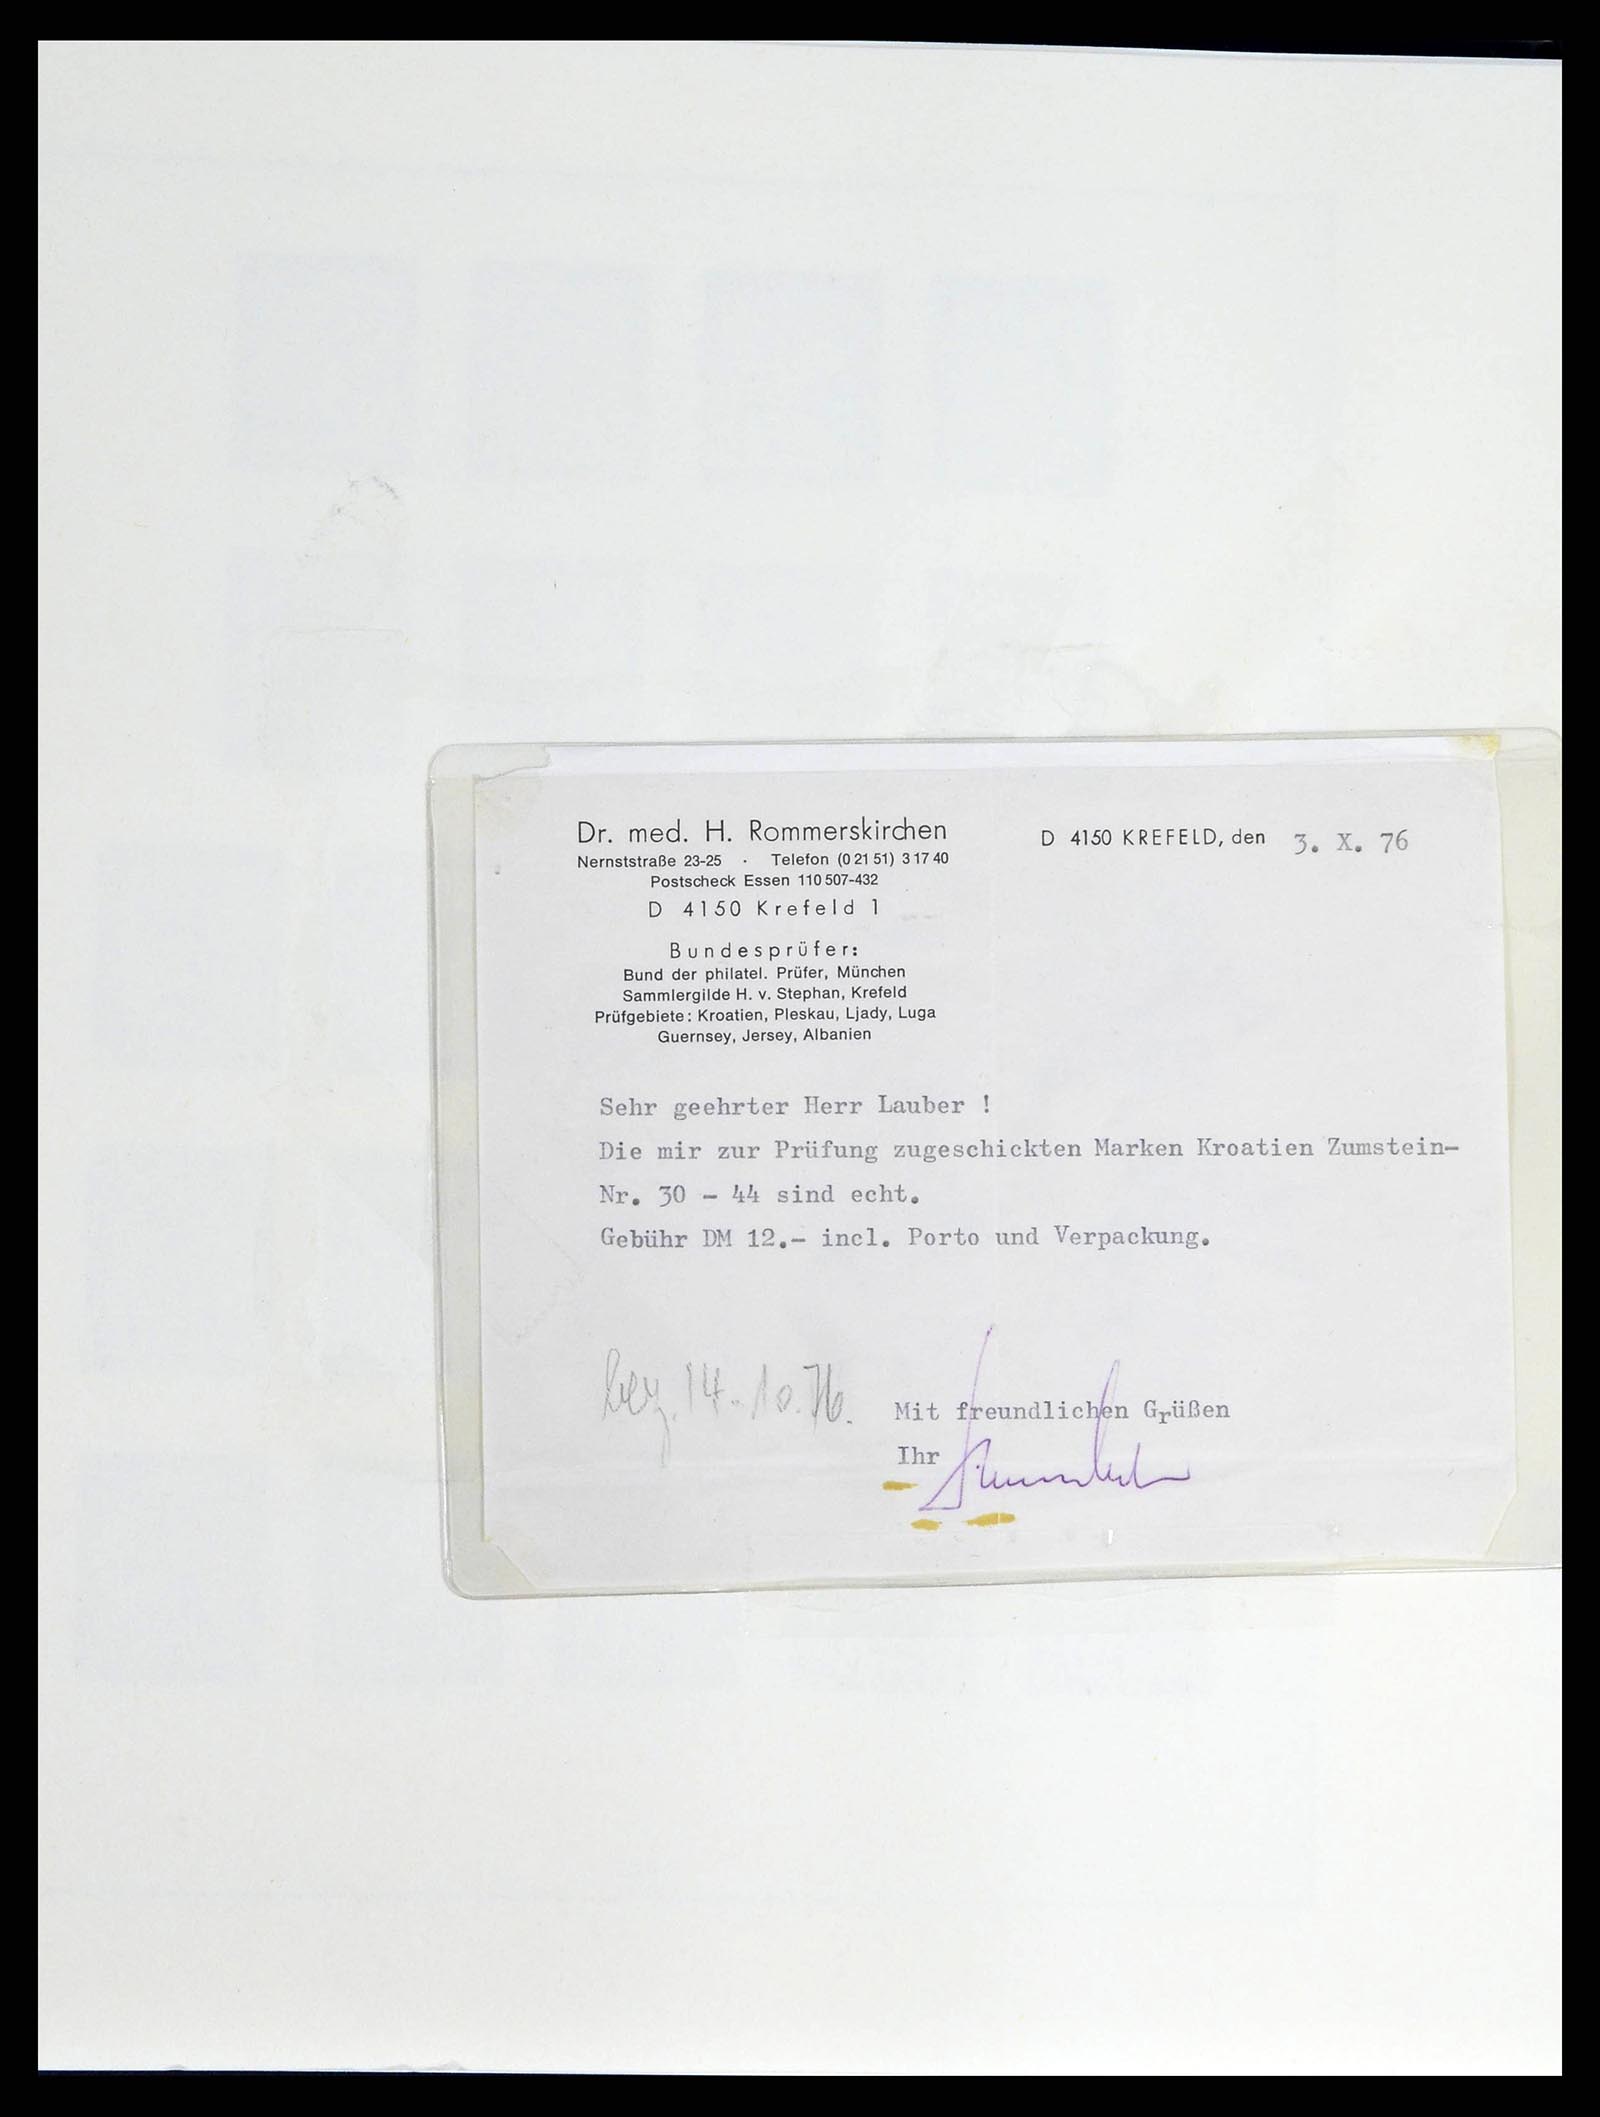 Dr. med. H. Rommerskirchen
Nernststraße 23-25 · Telefon (0 21 51) 3 17 40
Postscheck Essen 110 507-432
D 4150 Krefeld 1
D 4150 KREFELD, den 3. X. 76
Bundesprüfer:
Bund der philatel. Prüfer, München
Sammlergilde H. v. Stephan, Krefeld
Prüfgebiete: Kroatien, Pleskau, Ljady, Luga
Guernsey, Jersey, Albanien
Sehr geehrter Herr Lauber !
Die mir zur Prüfung zugeschickten Marken Kroatien Zumstein-
Nr. 30 - 44 sind echt.
Gebühr DM 12.- incl. Porto und Verpackung.
bez. 14.10.76.
Mit freundlichen Grüßen
Ihr